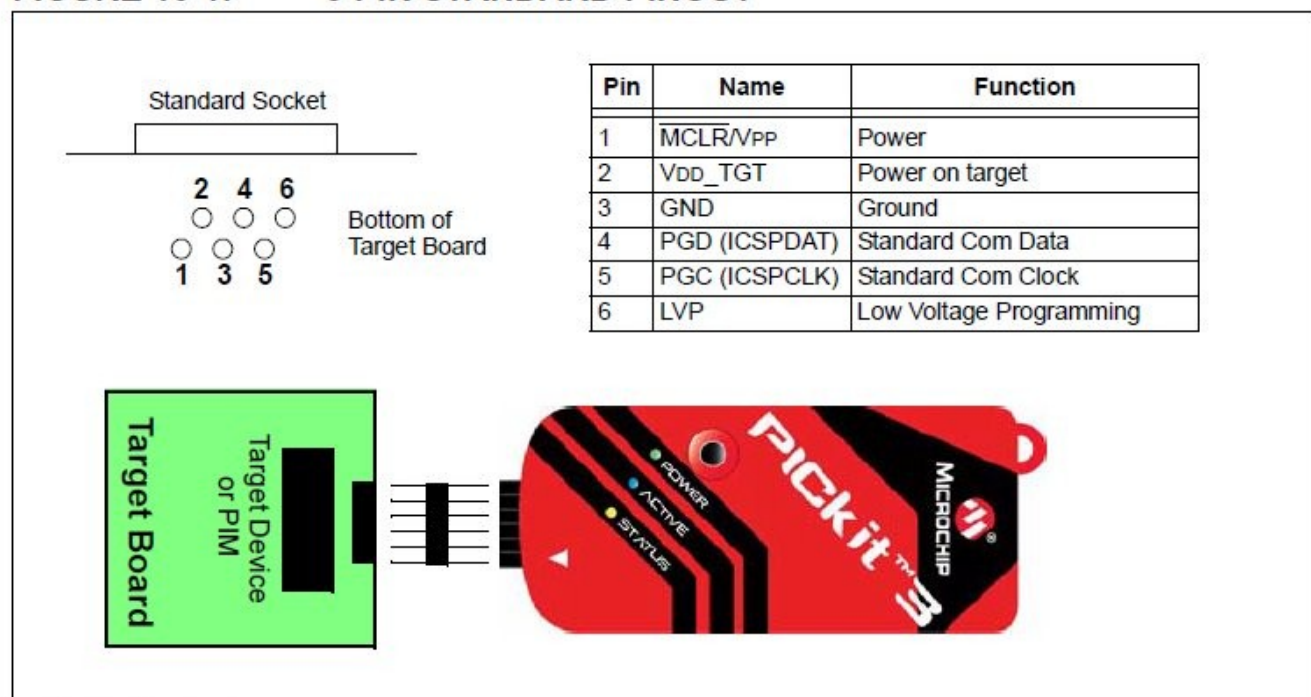 Standard Socket
2 4 6
1 3 5
Bottom of
Target Board
Pin Name Function
1 MCLR/VPP Power
2 VDD_TGT Power on target
3 GND Ground
4 PGD (ICSPDAT) Standard Com Data
5 PGC (ICSPCLK) Standard Com Clock
6 LVP Low Voltage Programming
Target Board
Target Device
or PIM
POWER
ACTIVE
STATUS
PICkit™ 3
MICROCHIP ®